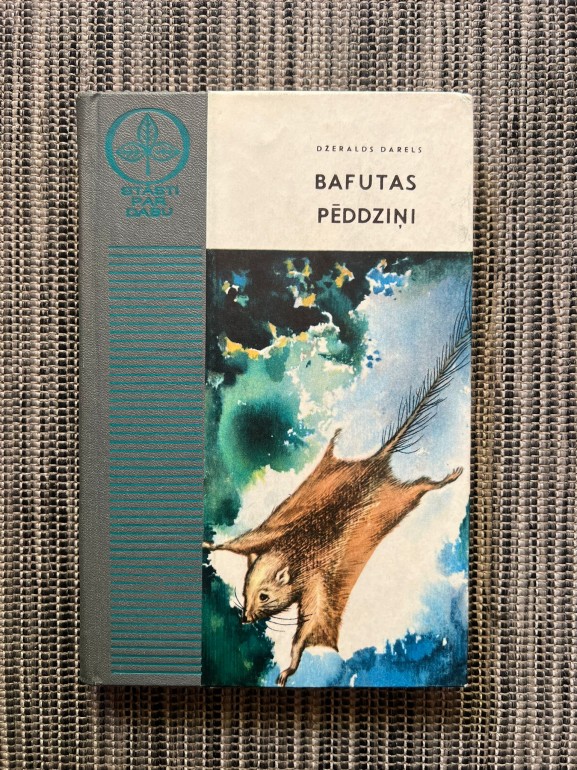 STĀSTI
PAR
DABU
DŽERALDS DARELS
BAFUTAS
PĒDDZIŅI